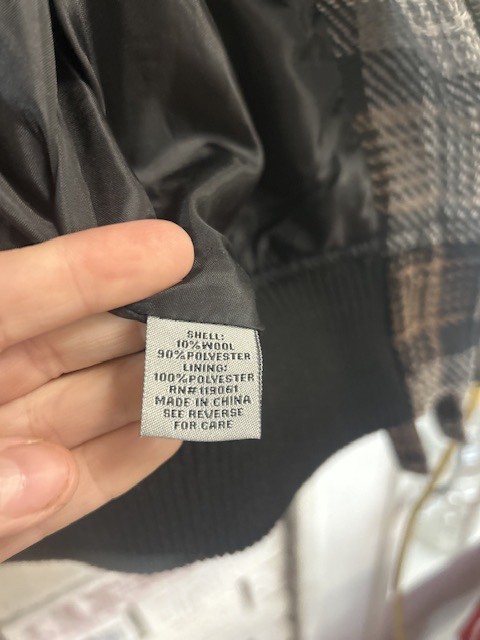 SHELL:
10%WOOL
90%POLYESTER
LINING:
100%POLYESTER
RN#119061
MADE IN CHINA
SEE REVERSE
FOR CARE